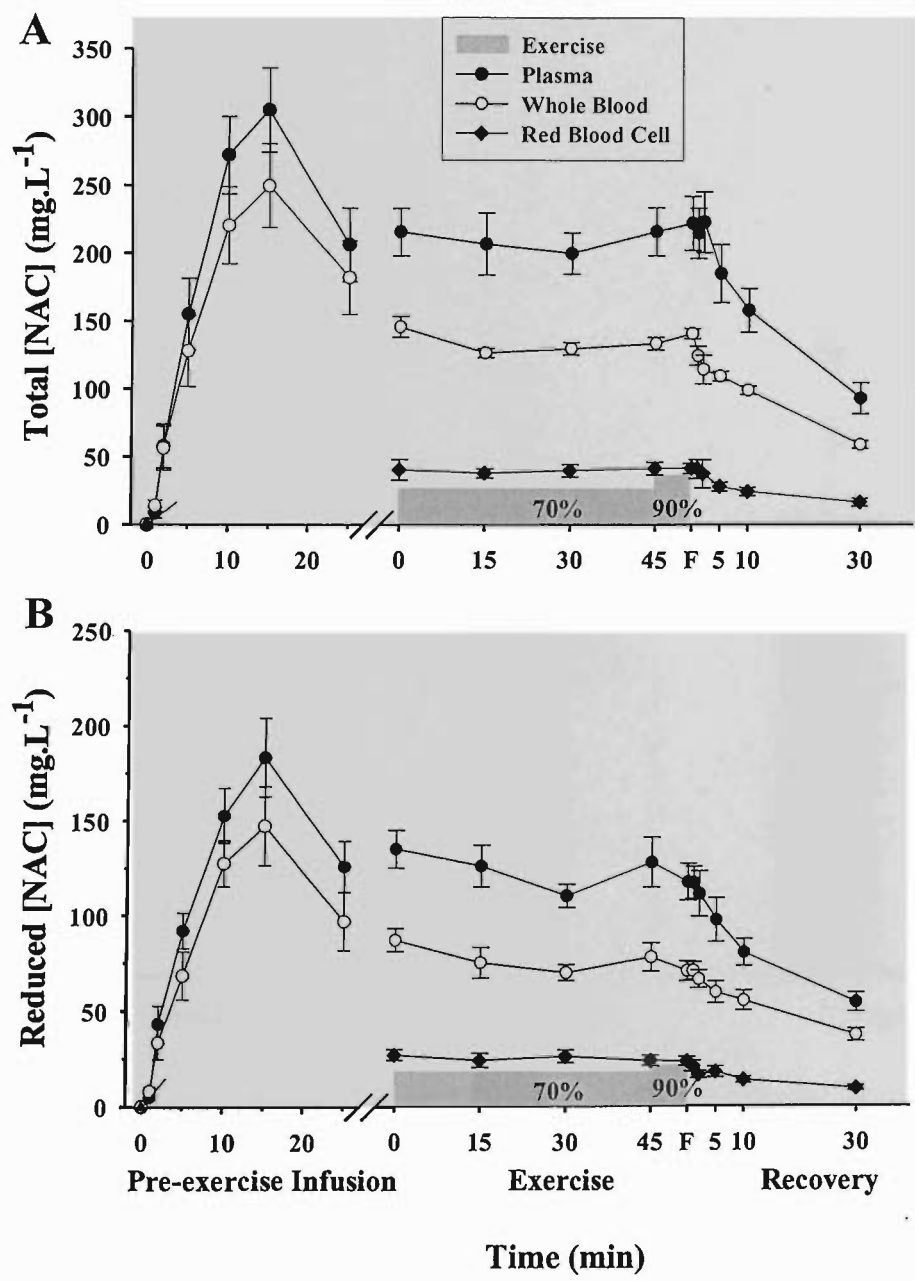 A
Total [NAC] (mg.L⁻¹)
350
300
250
200
150
100
50
0
Exercise
Plasma
Whole Blood
Red Blood Cell
70%
90%
0 10 20 0 15 30 45 F 5 10 30
B
Reduced [NAC] (mg.L⁻¹)
250
200
150
100
50
0
70%
90%
0 10 20 0 15 30 45 F 5 10 30
Pre-exercise Infusion Exercise Recovery
Time (min)